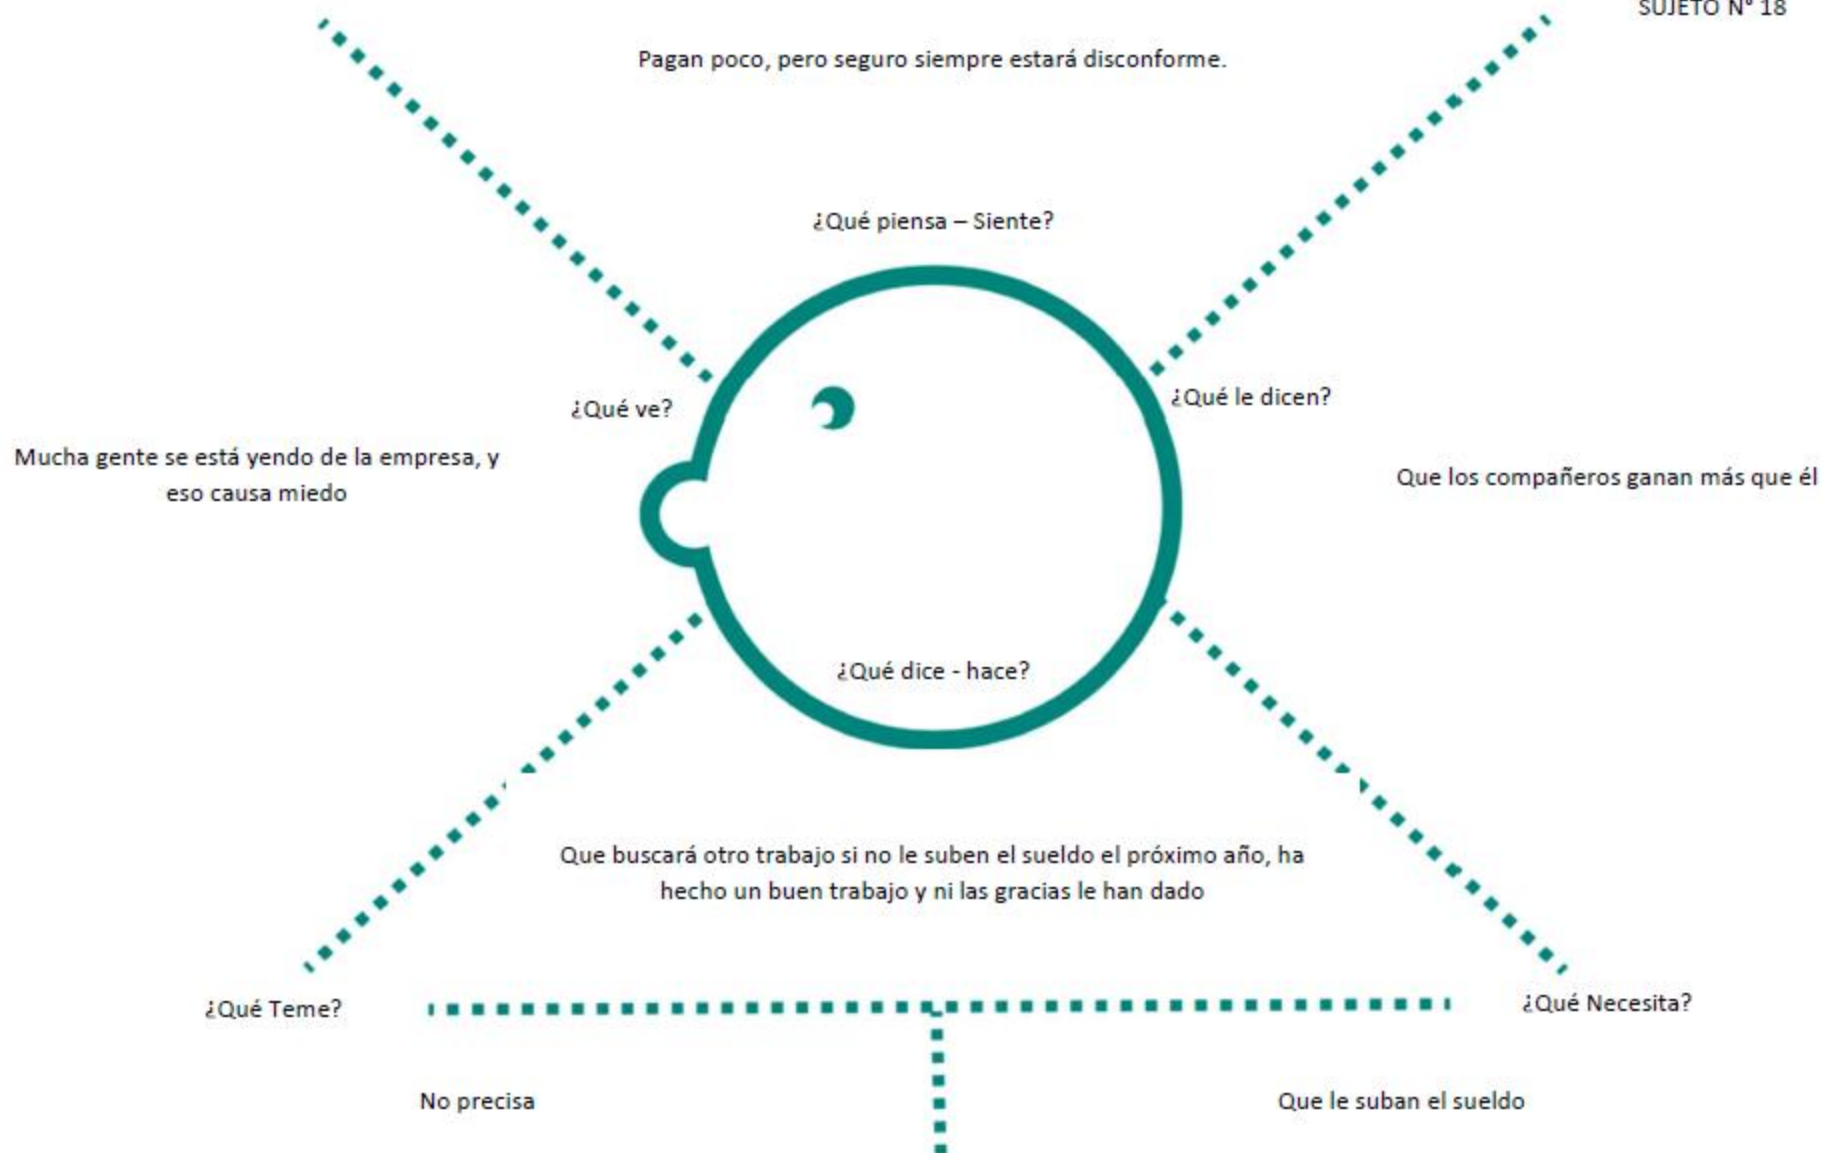 SUJETO N° 18
Pagan poco, pero seguro siempre estará disconforme.
¿Qué piensa – Siente?
¿Qué ve?
¿Qué le dicen?
Mucha gente se está yendo de la empresa, y
eso causa miedo
Que los compañeros ganan más que él
¿Qué dice - hace?
Que buscará otro trabajo si no le suben el sueldo el próximo año, ha
hecho un buen trabajo y ni las gracias le han dado
¿Qué Teme?
¿Qué Necesita?
No precisa
Que le suban el sueldo